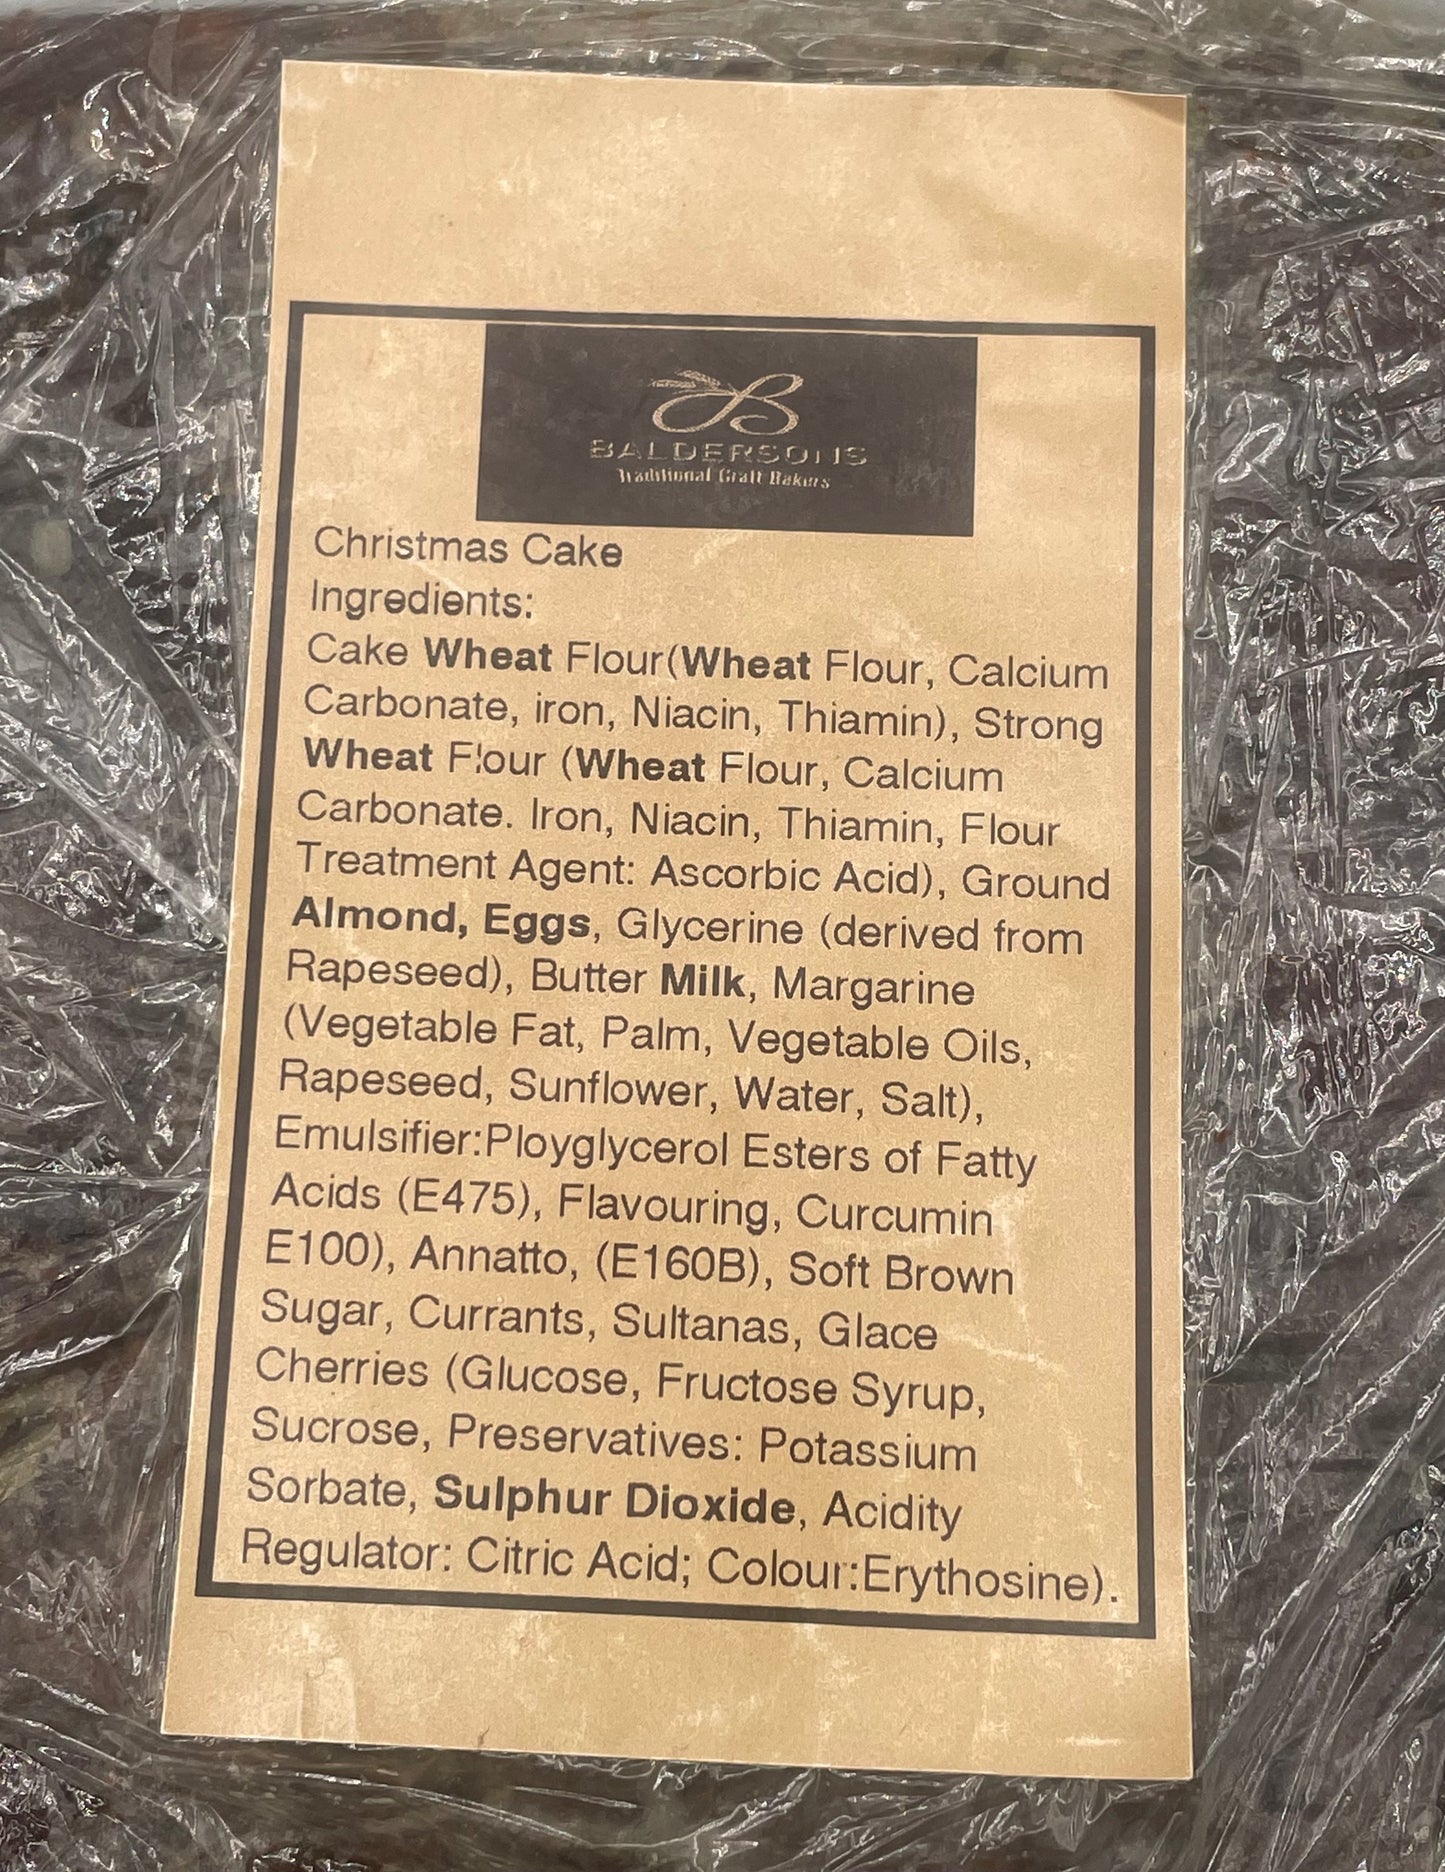 BALDERSONS
Traditional Craft Bakers
Christmas Cake
Ingredients:
Cake Wheat Flour(Wheat Flour, Calcium
Carbonate, iron, Niacin, Thiamin), Strong
Wheat Flour (Wheat Flour, Calcium
Carbonate. Iron, Niacin, Thiamin, Flour
Treatment Agent: Ascorbic Acid), Ground
Almond, Eggs, Glycerine (derived from
Rapeseed), Butter Milk, Margarine
(Vegetable Fat, Palm, Vegetable Oils,
Rapeseed, Sunflower, Water, Salt),
Emulsifier:Ployglycerol Esters of Fatty
Acids (E475), Flavouring, Curcumin
E100), Annatto, (E160B), Soft Brown
Sugar, Currants, Sultanas, Glace
Cherries (Glucose, Fructose Syrup,
Sucrose, Preservatives: Potassium
Sorbate, Sulphur Dioxide, Acidity
Regulator: Citric Acid; Colour:Erythosine).